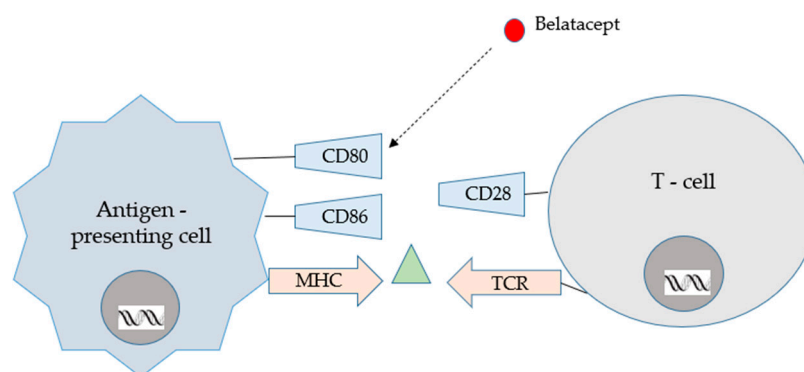 Belatacept
CD80
CD28
T - cell
Antigen -
presenting cell
CD86
MHC
TCR